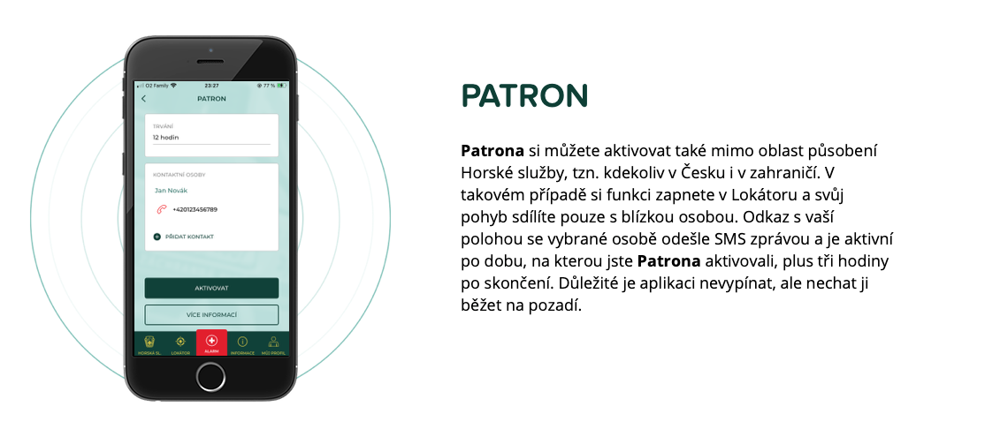 O2 Family 23:27 77 %
PATRON
TRVÁNÍ
12 hodin
KONTAKTNÍ OSOBY
Jan Novák
+420123456789
PŘIDAT KONTAKT
AKTIVOVAT
VÍCE INFORMACÍ
HORSKÁ SL. LOKÁTOR ALARM INFORMACE MŮJ PROFIL
PATRON
Patrona si můžete aktivovat také mimo oblast působení
Horské služby, tzn. kdekoliv v Česku i v zahraničí. V
takovém případě si funkci zapnete v Lokátoru a svůj
pohyb sdílíte pouze s blízkou osobou. Odkaz s vaší
polohou se vybrané osobě odešle SMS zprávou a je aktivní
po dobu, na kterou jste Patrona aktivovali, plus tři hodiny
po skončení. Důležité je aplikaci nevypínat, ale nechat ji
běžet na pozadí.